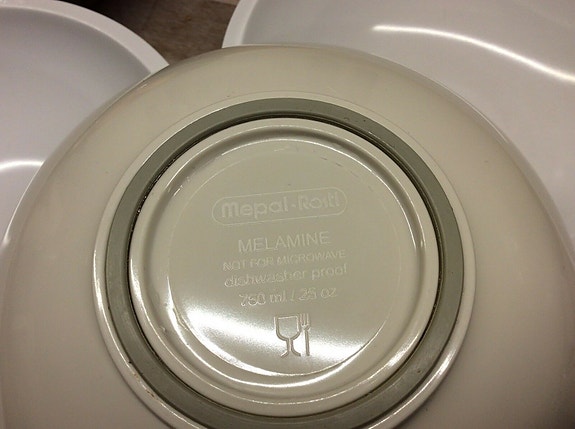 Mepal·Rosti
MELAMINE
NOT FOR MICROWAVE
dishwasher proof
750 ml / 25 oz